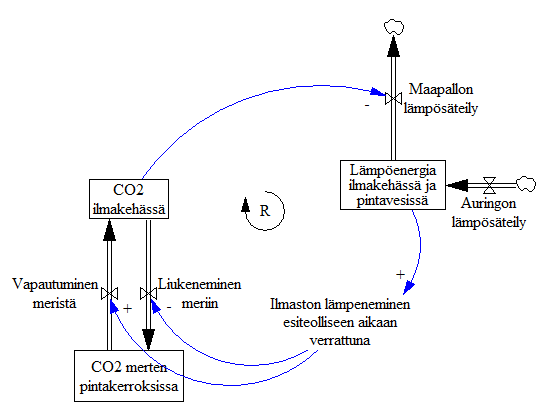 Maapallon
lämpösäteily
-
Lämpöenergia
ilmakehässä ja
pintavesissä
Auringon
lämpösäteily
CO2
ilmakehässä
R
+
Vapautuminen
meristä
+
Liukeneminen
meriin
-
Ilmaston lämpeneminen
esiteolliseen aikaan
verrattuna
CO2 merten
pintakerroksissa